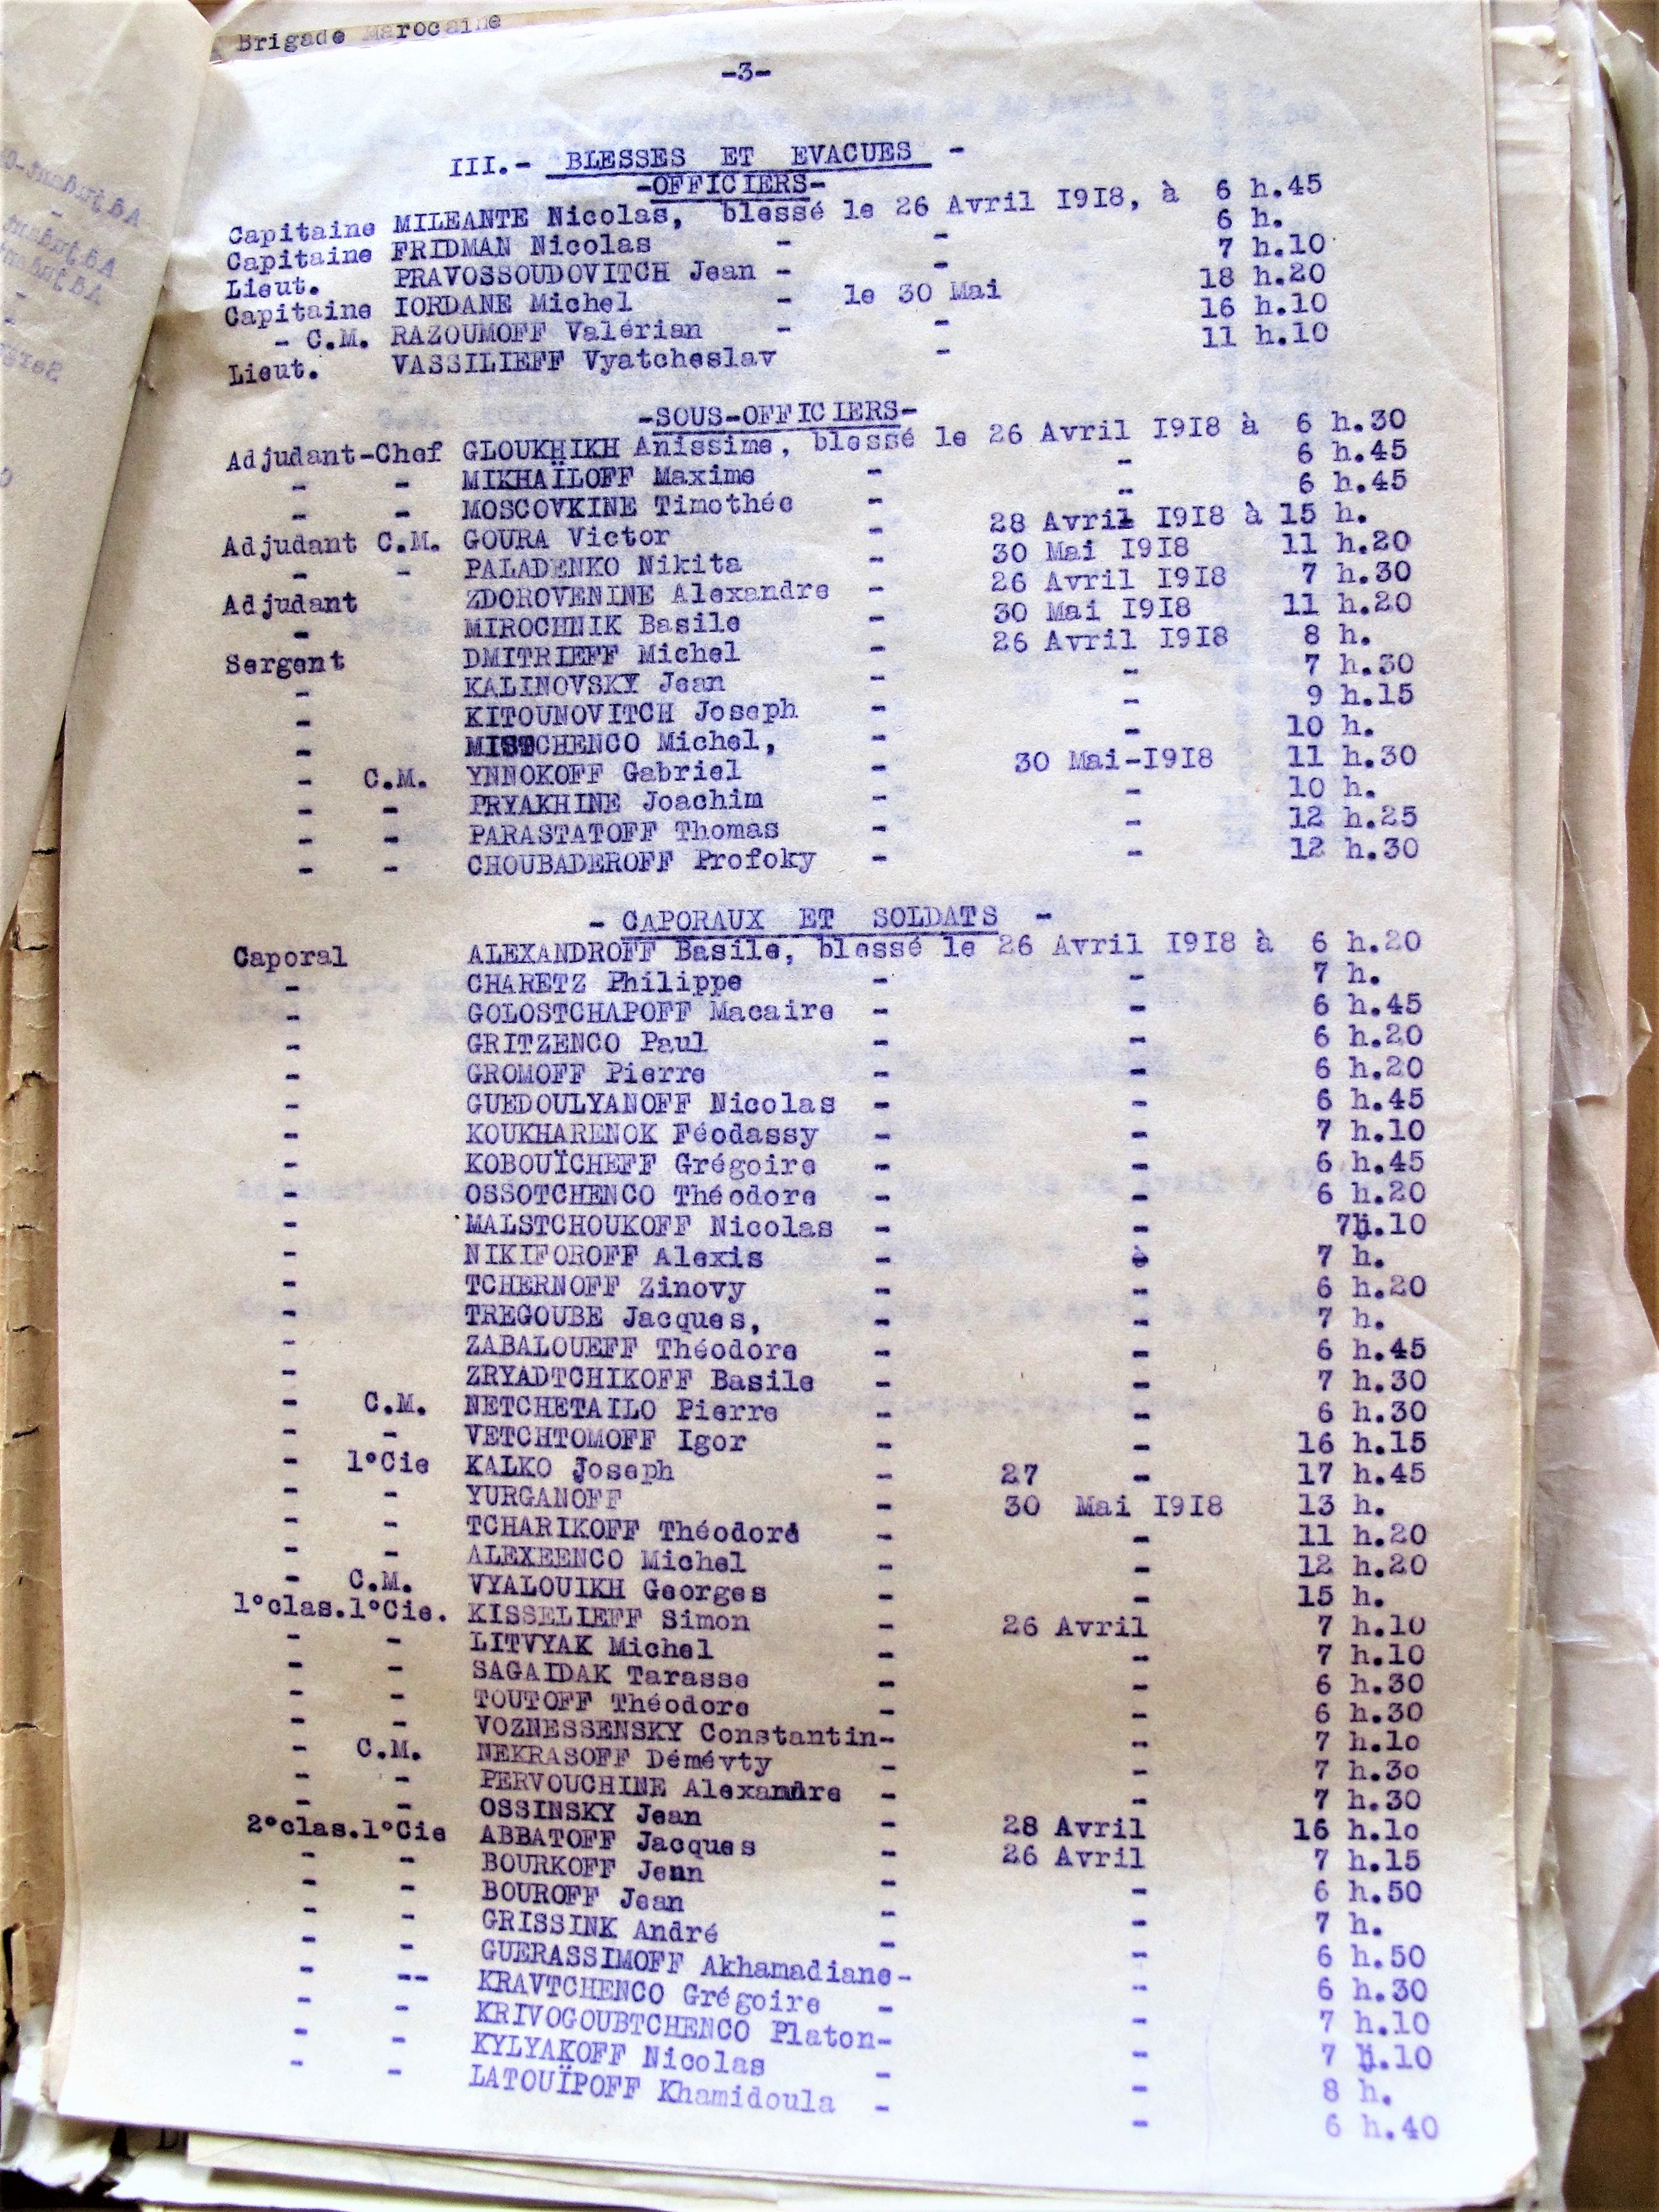 Brigade Marocaine
-3-
III.- BLESSES ET EVACUES -
-OFFICIERS-
Capitaine MILEANTE Nicolas, blessé le 26 Avril I9I8, à 6 h.45
Capitaine FRIDMAN Nicolas - - 6 h.
Lieut. PRAVOSSOUDOVITCH Jean - - 7 h.10
Capitaine IORDANE Michel - le 30 Mai 18 h.20
- C.M. RAZOUMOFF Valérian - - 16 h.10
Lieut. VASSILIEFF Vyatcheslav - 11 h.10
-SOUS-OFFICIERS-
Adjudant-Chef GLOUKHIKH Anissime, blessé le 26 Avril I9I8 à 6 h.30
- - MIKHAÏLOFF Maxime - - 6 h.45
- - MOSCOVKINE Timothée - - 6 h.45
Adjudant C.M. GOURA Victor - 28 Avril I9I8 à 15 h.
- - PALADENKO Nikita - 30 Mai I9I8 11 h.20
Adjudant ZDOROVENINE Alexandre - 26 Avril I9I8 7 h.30
- MIROCHNIK Basile - 30 Mai I9I8 11 h.20
Sergent DMITRIEFF Michel - 26 Avril I9I8 8 h.
- KALINOVSKY Jean - - 7 h.30
- KITOUNOVITCH Joseph - - 9 h.15
- MISTCHENCO Michel, - - 10 h.
- C.M. YNNOKOFF Gabriel - 30 Mai-I9I8 11 h.30
- - PRYAKHINE Joachim - - 10 h.
- - PARASTATOFF Thomas - - 12 h.25
- - CHOUBADEROFF Profoky - - 12 h.30
- CAPORAUX ET SOLDATS -
Caporal ALEXANDROFF Basile, blessé le 26 Avril I9I8 à 6 h.20
- CHARETZ Philippe - - 7 h.
- GOLOSTCHAPOFF Macaire - - 6 h.45
- GRITZENCO Paul - - 6 h.20
- GROMOFF Pierre - - 6 h.20
- GUEDOULYANOFF Nicolas - - 6 h.45
- KOUKHARENOK Féodassy - - 7 h.10
- KOBOUÏCHEFF Grégoire - - 6 h.45
- OSSOTCHENCO Théodore - - 6 h.20
- MALSTCHOUKOFF Nicolas - - 7h.10
- NIKIFOROFF Alexis - à 7 h.
- TCHERNOFF Zinovy - - 6 h.20
- TREGOUBE Jacques, - - 7 h.
- ZABALOUEFF Théodore - - 6 h.45
- ZRYADTCHIKOFF Basile - - 7 h.30
- C.M. NETCHETAILO Pierre - - 6 h.30
- - VETCHTOMOFF Igor - - 16 h.15
- 1°Cie KALKO Joseph - 27 - 17 h.45
- - YURGANOFF - 30 Mai I9I8 13 h.
- - TCHARIKOFF Théodore - - 11 h.20
- - ALEXEENCO Michel - - 12 h.20
- C.M. VYALOUIKH Georges - - 15 h.
1°clas.1°Cie. KISSELIEFF Simon - 26 Avril 7 h.10
- - LITVYAK Michel - - 7 h.10
- - SAGAIDAK Tarasse - - 6 h.30
- - TOUTOFF Théodore - - 6 h.30
- - VOZNESSENSKY Constantin- - 7 h.1o
- C.M. NEKRASOFF Démévty - - 7 h.3o
- - PERVOUCHINE Alexandre - - 7 h.30
- - OSSINSKY Jean - 28 Avril 16 h.1o
2°clas.1°Cie ABBATOFF Jacques - 26 Avril 7 h.15
- - BOURKOFF Jean - - 6 h.50
- - BOUROFF Jean - - 7 h.
- - GRISSINK André - - 6 h.50
- - GUERASSIMOFF Akhamadiane- - 6 h.30
- -- KRAVTCHENCO Grégoire - - 7 h.10
- - KRIVOGOUBTCHENCO Platon- - 7 h.10
- - KYLYAKOFF Nicolas - - 8 h.
- - LATOUÏPOFF Khamidoula - - 6 h.40